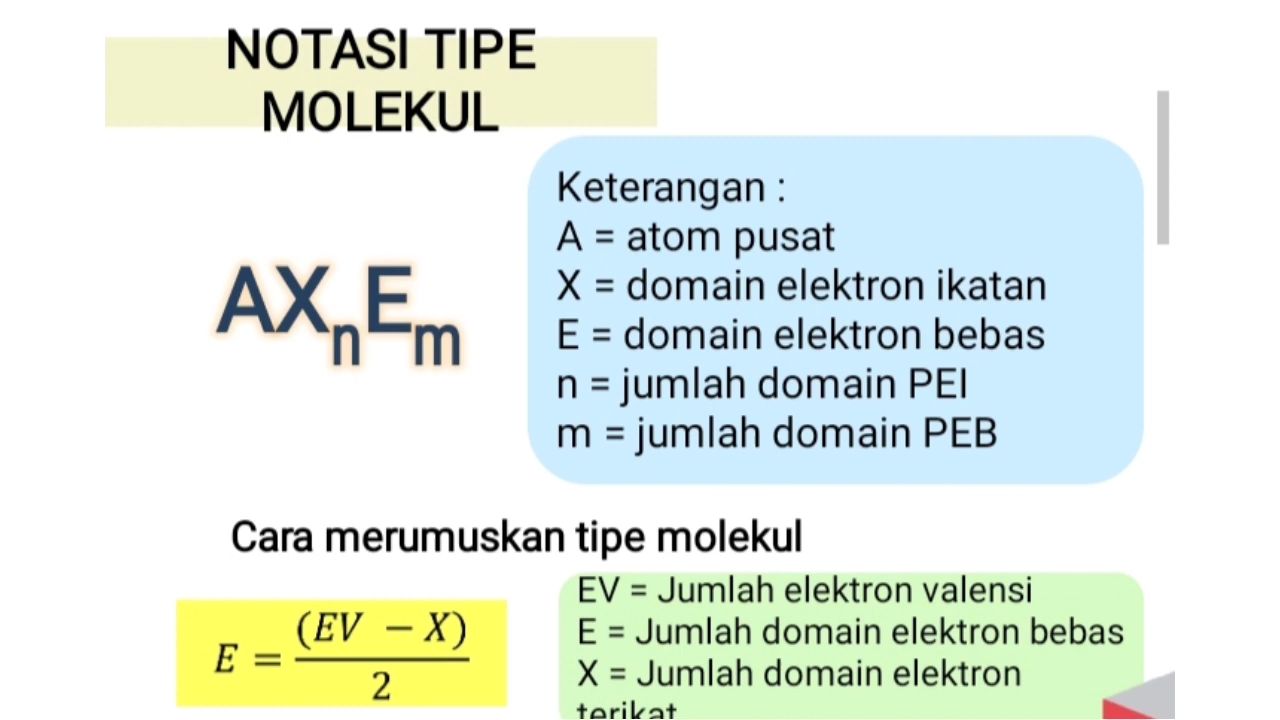 NOTASI TIPE
MOLEKUL
Keterangan :
A = atom pusat
X = domain elektron ikatan
E = domain elektron bebas
n = jumlah domain PEI
m = jumlah domain PEB
AXnEm
Cara merumuskan tipe molekul
E = (EV − X) / 2
EV = Jumlah elektron valensi
E = Jumlah domain elektron bebas
X = Jumlah domain elektron
terikat